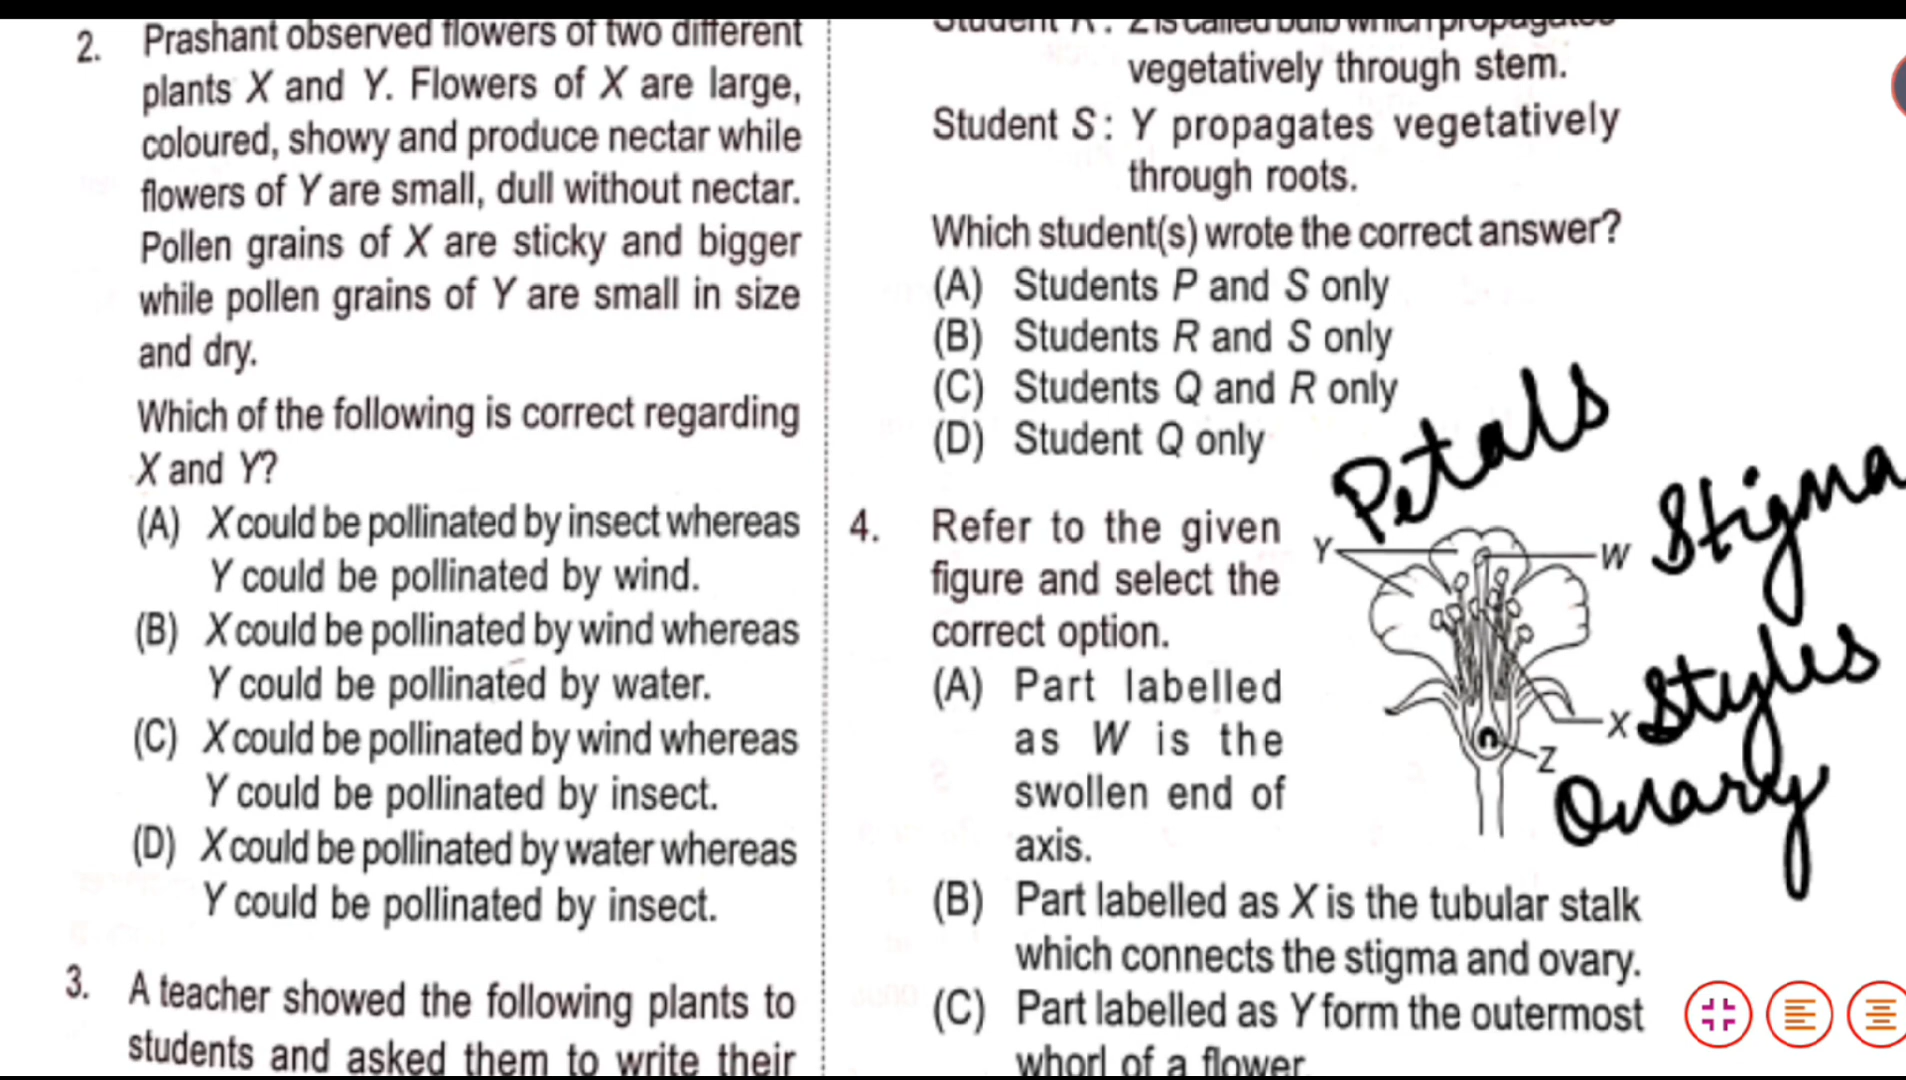 2. Prashant observed flowers of two different
plants X and Y. Flowers of X are large,
coloured, showy and produce nectar while
flowers of Y are small, dull without nectar.
Pollen grains of X are sticky and bigger
while pollen grains of Y are small in size
and dry.
Which of the following is correct regarding
X and Y?
(A) X could be pollinated by insect whereas
Y could be pollinated by wind.
(B) X could be pollinated by wind whereas
Y could be pollinated by water.
(C) X could be pollinated by wind whereas
Y could be pollinated by insect.
(D) X could be pollinated by water whereas
Y could be pollinated by insect.
3. A teacher showed the following plants to
students and asked them to write their
Student R : Z is called bulb which propagates
vegetatively through stem.
Student S : Y propagates vegetatively
through roots.
Which student(s) wrote the correct answer?
(A) Students P and S only
(B) Students R and S only
(C) Students Q and R only
(D) Student Q only
4. Refer to the given
figure and select the
correct option.
(A) Part labelled
as W is the
swollen end of
axis.
(B) Part labelled as X is the tubular stalk
which connects the stigma and ovary.
(C) Part labelled as Y form the outermost
whorl of a flower.
Petals
Y
W Stigma
X Styles
Z Ovary